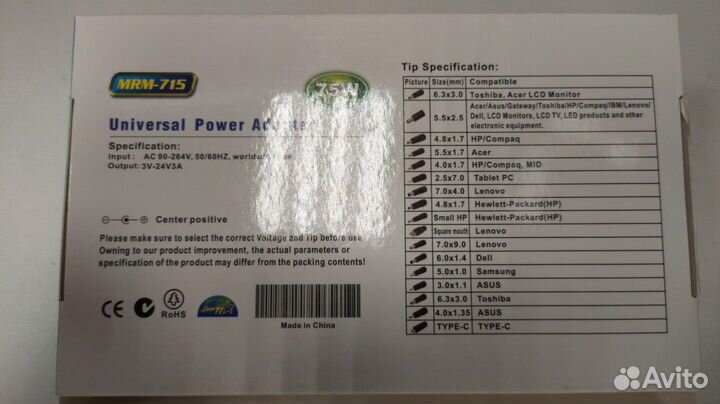 MRM-715
75W
Universal Power Adapter
Specification:
Input: AC 90-264V, 50/60HZ,
Output: 3V-24V3A
Center positive
Please make sure to select the correct Voltage and Tip before use.
Owning to our product improvement, the actual parameters or
specification of the product may differ from the packing contents!
CE
RoHS
Made in China
Tip Specification:
Picture Size(mm) Compatible
6.3x3.0 Toshiba, Acer LCD Monitor
5.5x2.5 Acer/Asus/Gateway/Toshiba/HP/Compaq/IBM/Lenovo/
Dell, LCD Monitors, LCD TV, LED products and other
electronic equipment.
4.8x1.7 HP/Compaq
5.5x1.7 Acer
4.0x1.7 HP/Compaq, MID
2.5x7.0 Tablet PC
7.0x4.0 Lenovo
4.8x1.7 Hewlett-Packard(HP)
Small HP Hewlett-Packard(HP)
Square mouth Lenovo
7.0x9.0 Lenovo
6.0x1.4 Dell
5.0x1.0 Samsung
3.0x1.1 ASUS
6.3x3.0 Toshiba
4.0x1.35 ASUS
TYPE-C TYPE-C
Avito